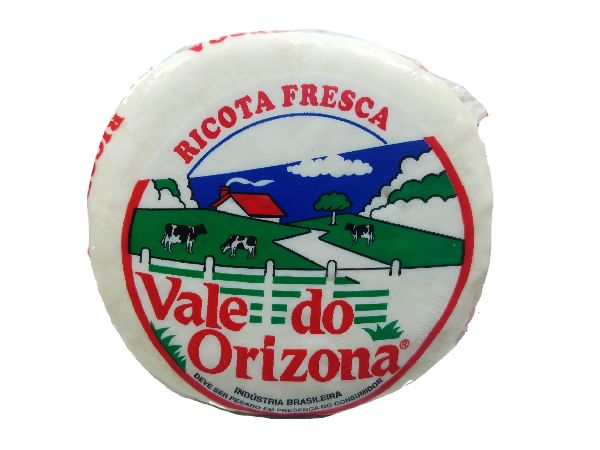 RICOTA FRESCA
Vale do
Orizona®
INDÚSTRIA BRASILEIRA
DEVE SER PESADO EM PRESENÇA DO CONSUMIDOR